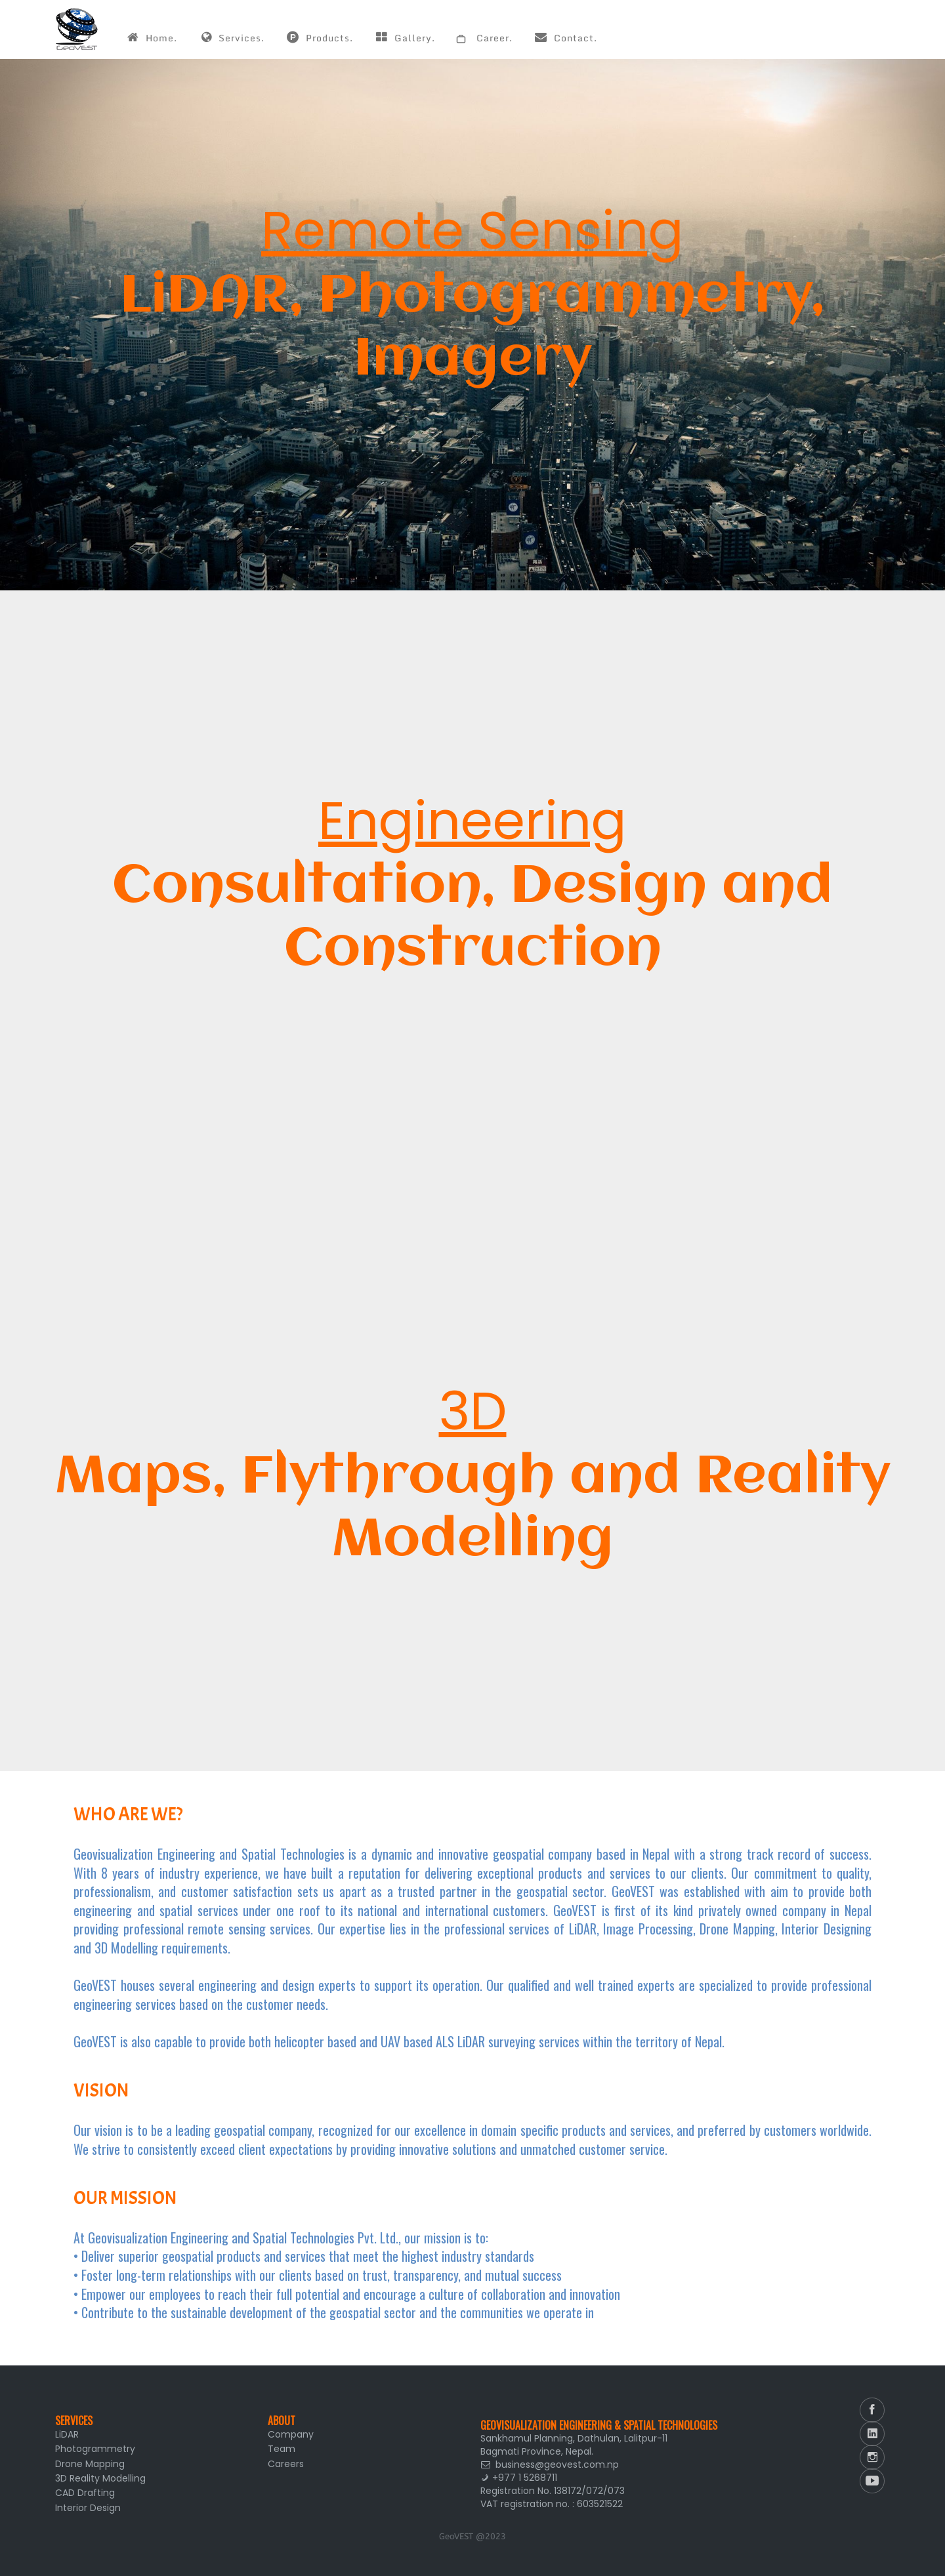 GeoVEST
Home. Services. Products. Gallery. Career. Contact.
Remote Sensing
LiDAR, Photogrammetry,
Imagery
Engineering
Consultation, Design and
Construction
3D
Maps, Flythrough and Reality
Modelling
WHO ARE WE?
Geovisualization Engineering and Spatial Technologies is a dynamic and innovative geospatial company based in Nepal with a strong track record of success.
With 8 years of industry experience, we have built a reputation for delivering exceptional products and services to our clients. Our commitment to quality,
professionalism, and customer satisfaction sets us apart as a trusted partner in the geospatial sector. GeoVEST was established with aim to provide both
engineering and spatial services under one roof to its national and international customers. GeoVEST is first of its kind privately owned company in Nepal
providing professional remote sensing services. Our expertise lies in the professional services of LiDAR, Image Processing, Drone Mapping, Interior Designing
and 3D Modelling requirements.
GeoVEST houses several engineering and design experts to support its operation. Our qualified and well trained experts are specialized to provide professional
engineering services based on the customer needs.
GeoVEST is also capable to provide both helicopter based and UAV based ALS LiDAR surveying services within the territory of Nepal.
VISION
Our vision is to be a leading geospatial company, recognized for our excellence in domain specific products and services, and preferred by customers worldwide.
We strive to consistently exceed client expectations by providing innovative solutions and unmatched customer service.
OUR MISSION
At Geovisualization Engineering and Spatial Technologies Pvt. Ltd., our mission is to:
• Deliver superior geospatial products and services that meet the highest industry standards
• Foster long-term relationships with our clients based on trust, transparency, and mutual success
• Empower our employees to reach their full potential and encourage a culture of collaboration and innovation
• Contribute to the sustainable development of the geospatial sector and the communities we operate in
SERVICES
LiDAR
Photogrammetry
Drone Mapping
3D Reality Modelling
CAD Drafting
Interior Design
ABOUT
Company
Team
Careers
GEOVISUALIZATION ENGINEERING & SPATIAL TECHNOLOGIES
Sankhamul Planning, Dathulan, Lalitpur-11
Bagmati Province, Nepal.
business@geovest.com.np
+977 1 5268711
Registration No. 138172/072/073
VAT registration no. : 603521522
GeoVEST @2023